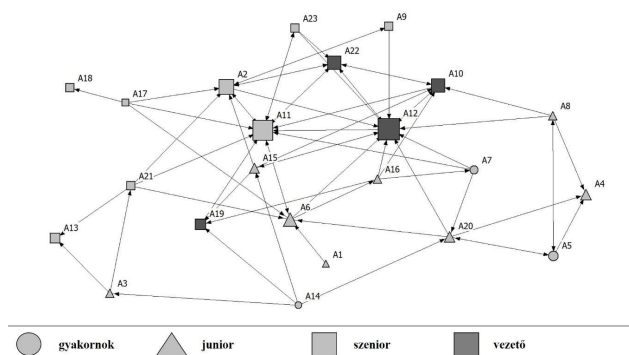 A23
A9
A22
A2
A10
A18
A17
A11
A12
A8
A15
A16
A7
A21
A4
A6
A13
A19
A20
A1
A5
A3
A14
gyakornok junior szenior vezető